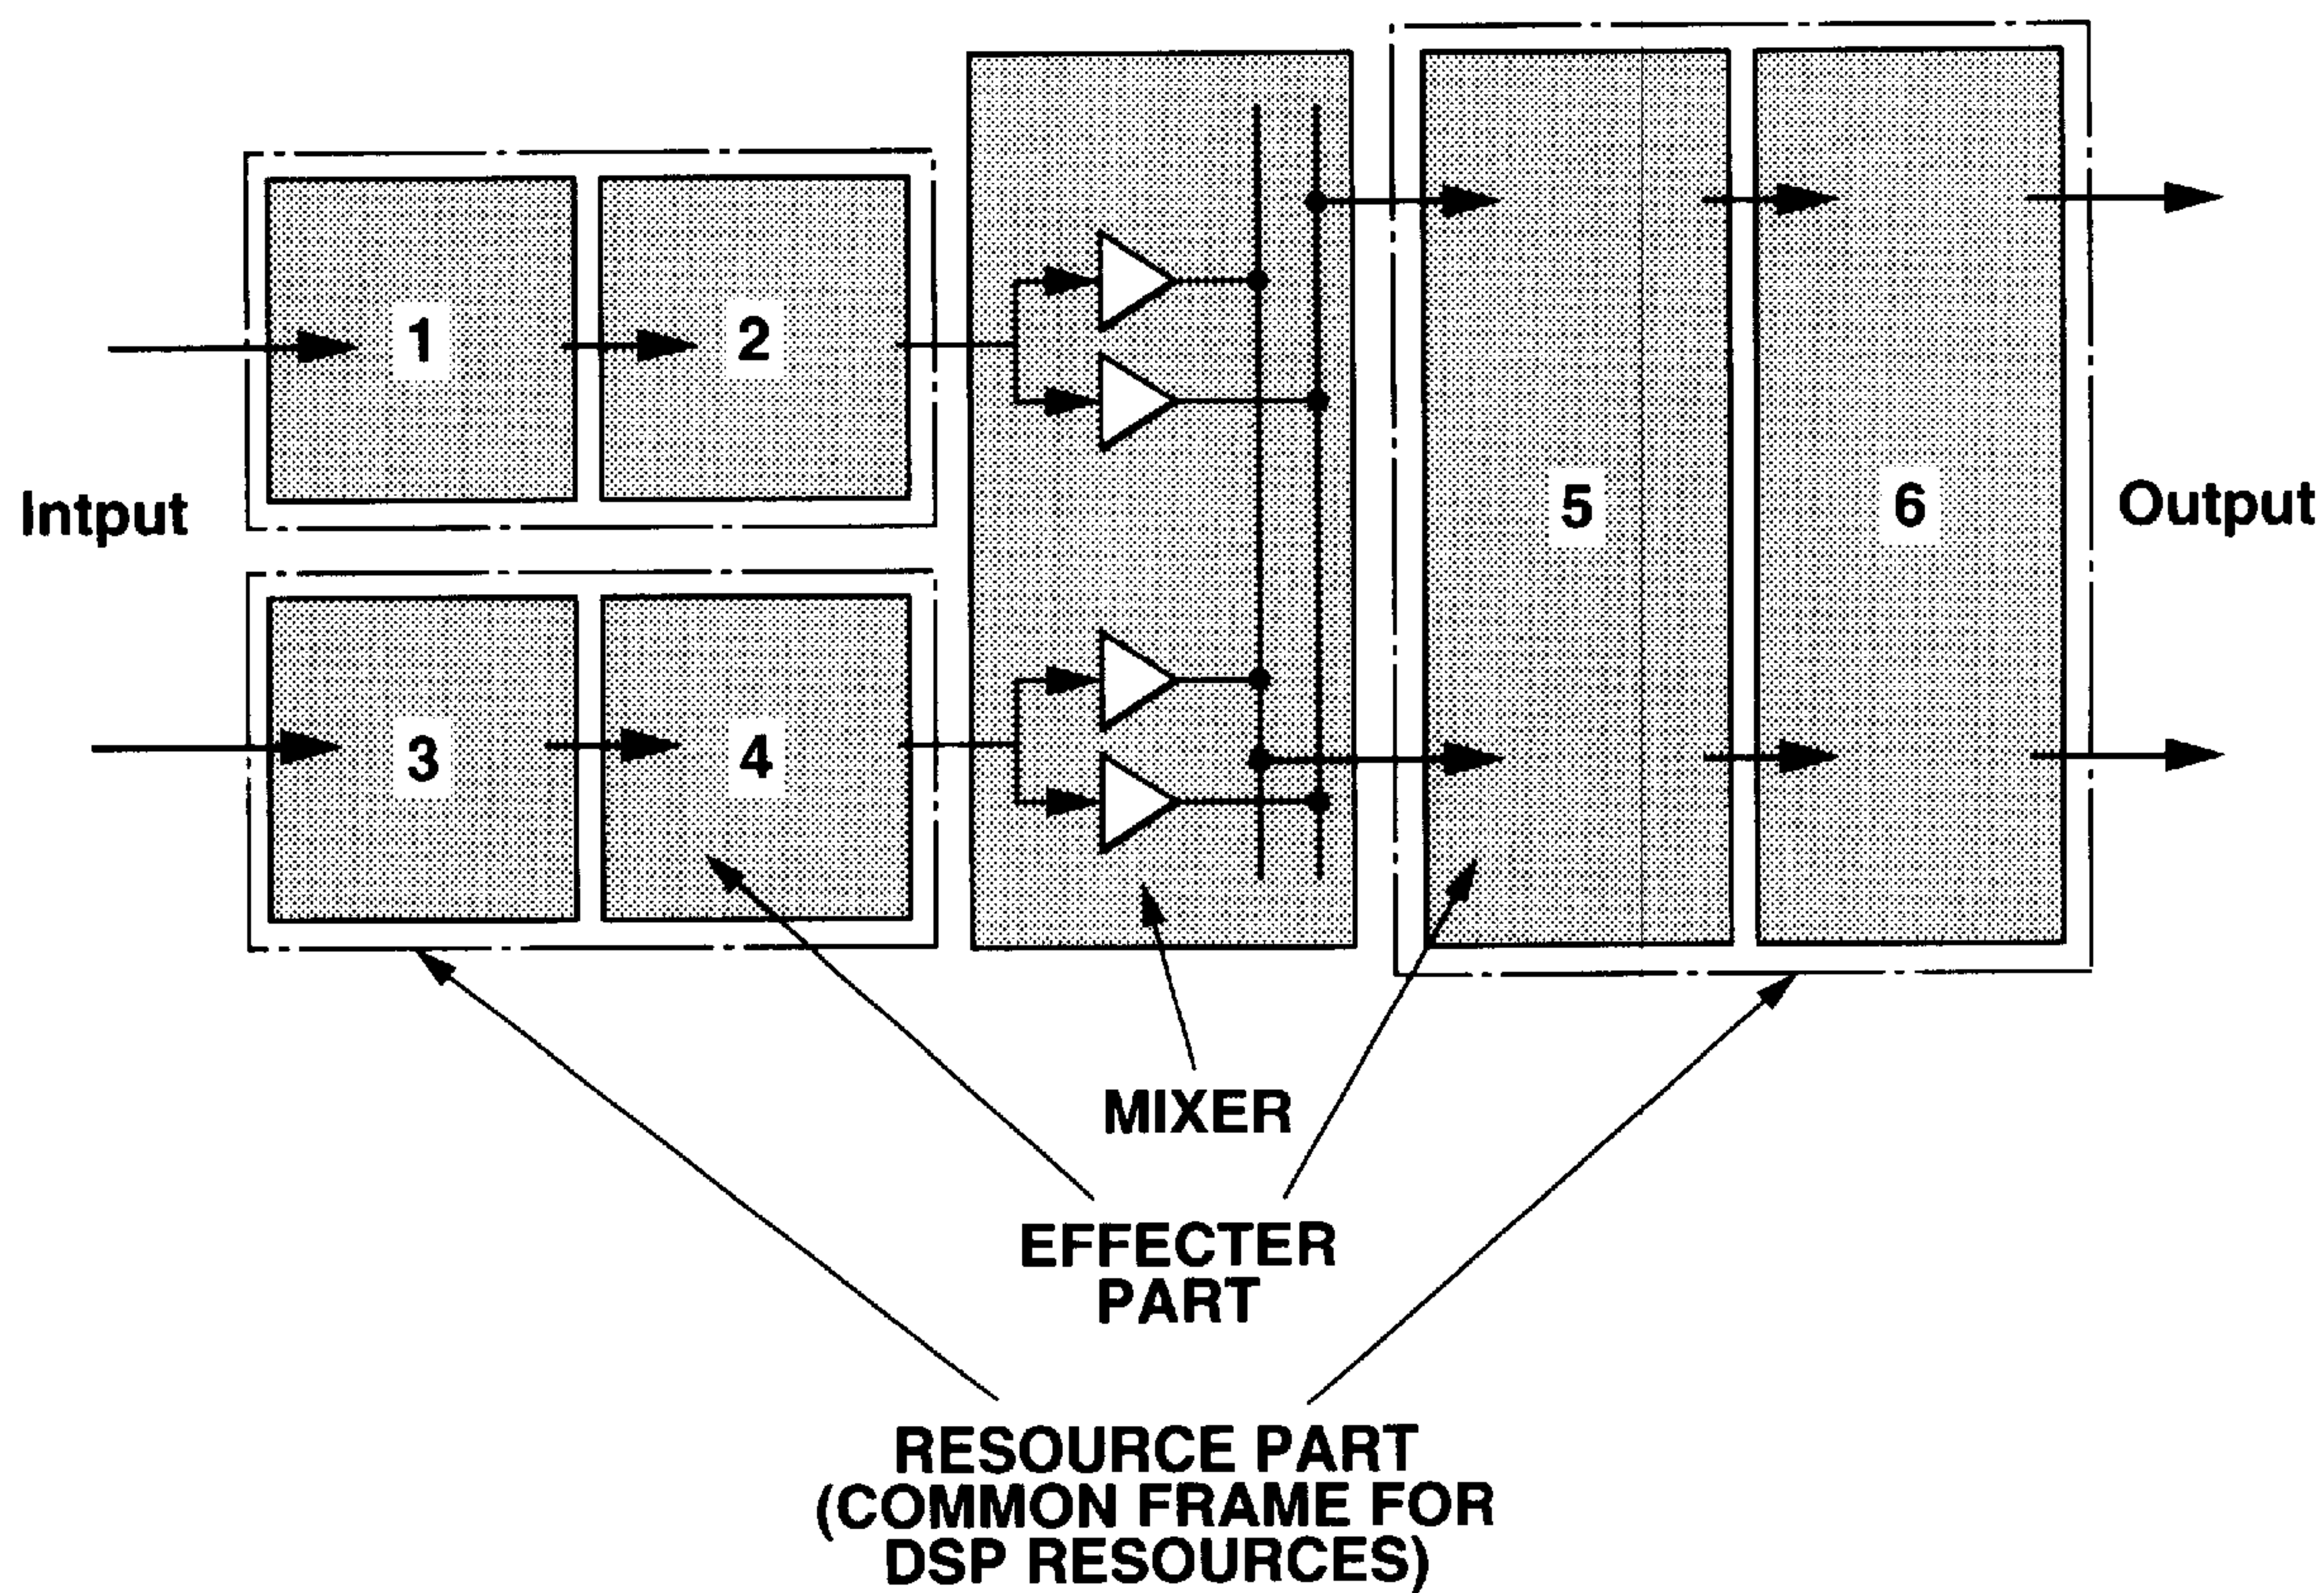 1
2
Intput
5
6
Output
3
4
MIXER
EFFECTER
PART
RESOURCE PART
(COMMON FRAME FOR
DSP RESOURCES)